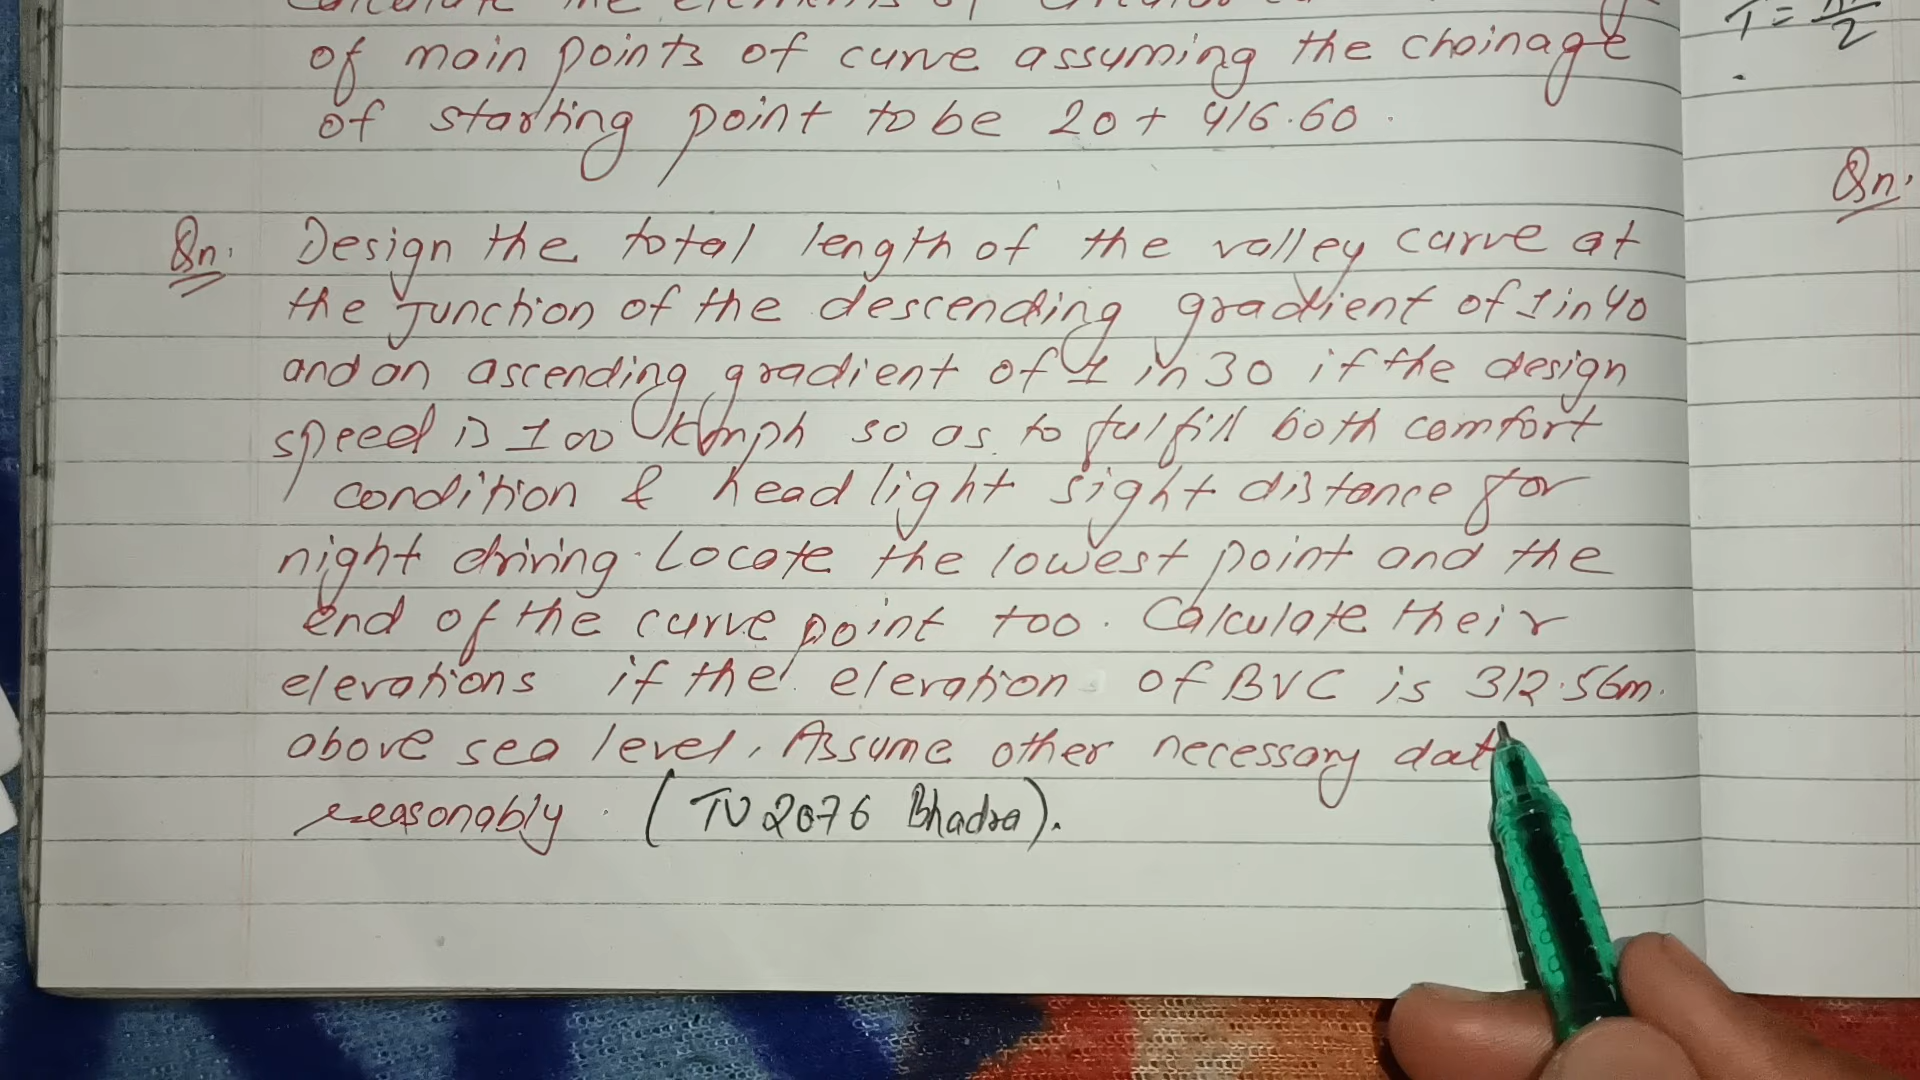 calculate the elements of
of main points of curve assuming the chainage
of starting point to be 20+ 416.60.
T = /2
Qn. Design the total length of the valley curve at
the junction of the descending gradient of 1 in 40
and an ascending gradient of 1 in 30 if the design
speed is 100 kmph so as to fulfill both comfort
condition & head light sight distance for
night driving. Locate the lowest point and the
end of the curve point too. Calculate their
elevations if the elevation of BVC is 312.56m.
above sea level, Assume other necessary dat
reasonably. (TU 2076 Bhadra).
Qn.